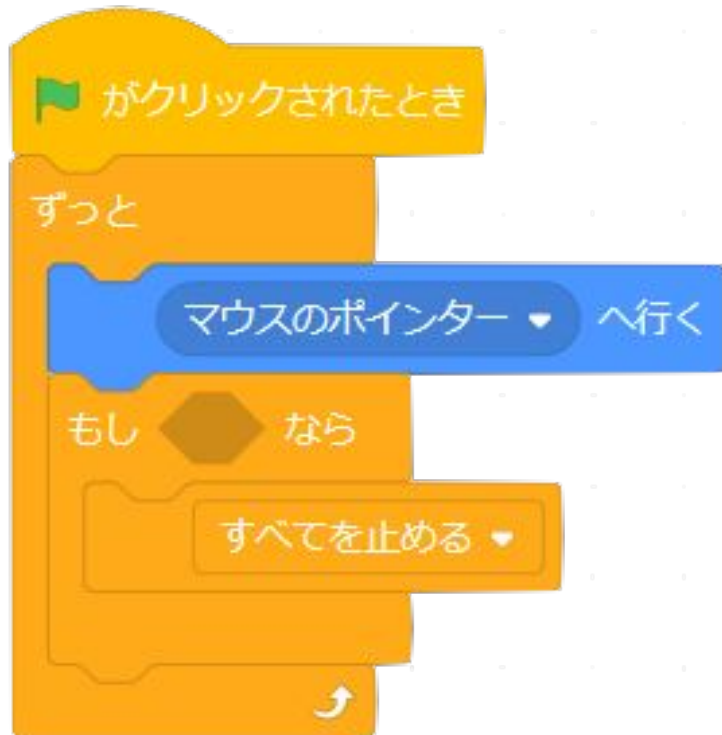 がクリックされたとき
ずっと
マウスのポインター へ行く
もし なら
すべてを止める